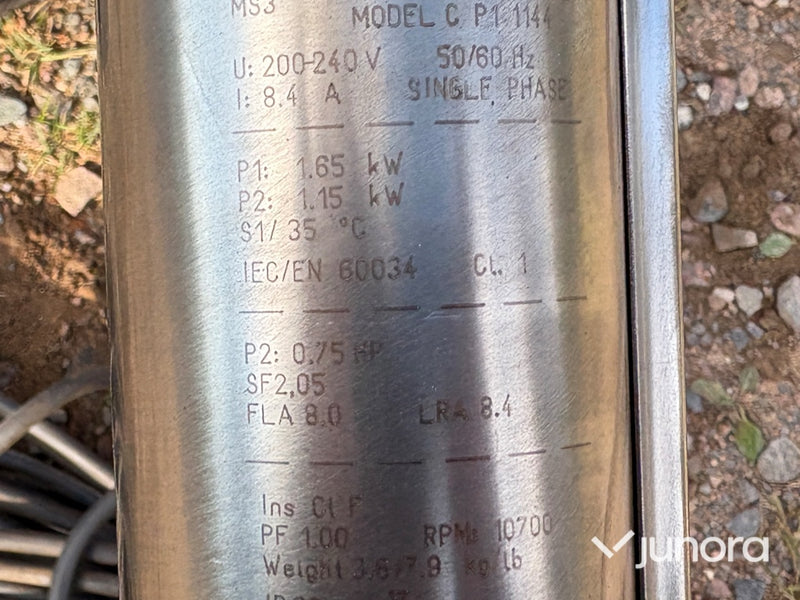 MS3
MODEL C P1 1144
U: 200-240 V 50/60 Hz
I: 8.4 A SINGLE PHASE
P1: 1.65 kW
P2: 1.15 kW
S1/ 35 °C
IEC/EN 60034 CL. 1
P2: 0.75 HP
SF2.05
FLA 8.0 LRA 8.4
Ins Cl F
PF 1.00 RPM: 10700
Weight 3.6/7.9 kg/lb
junora